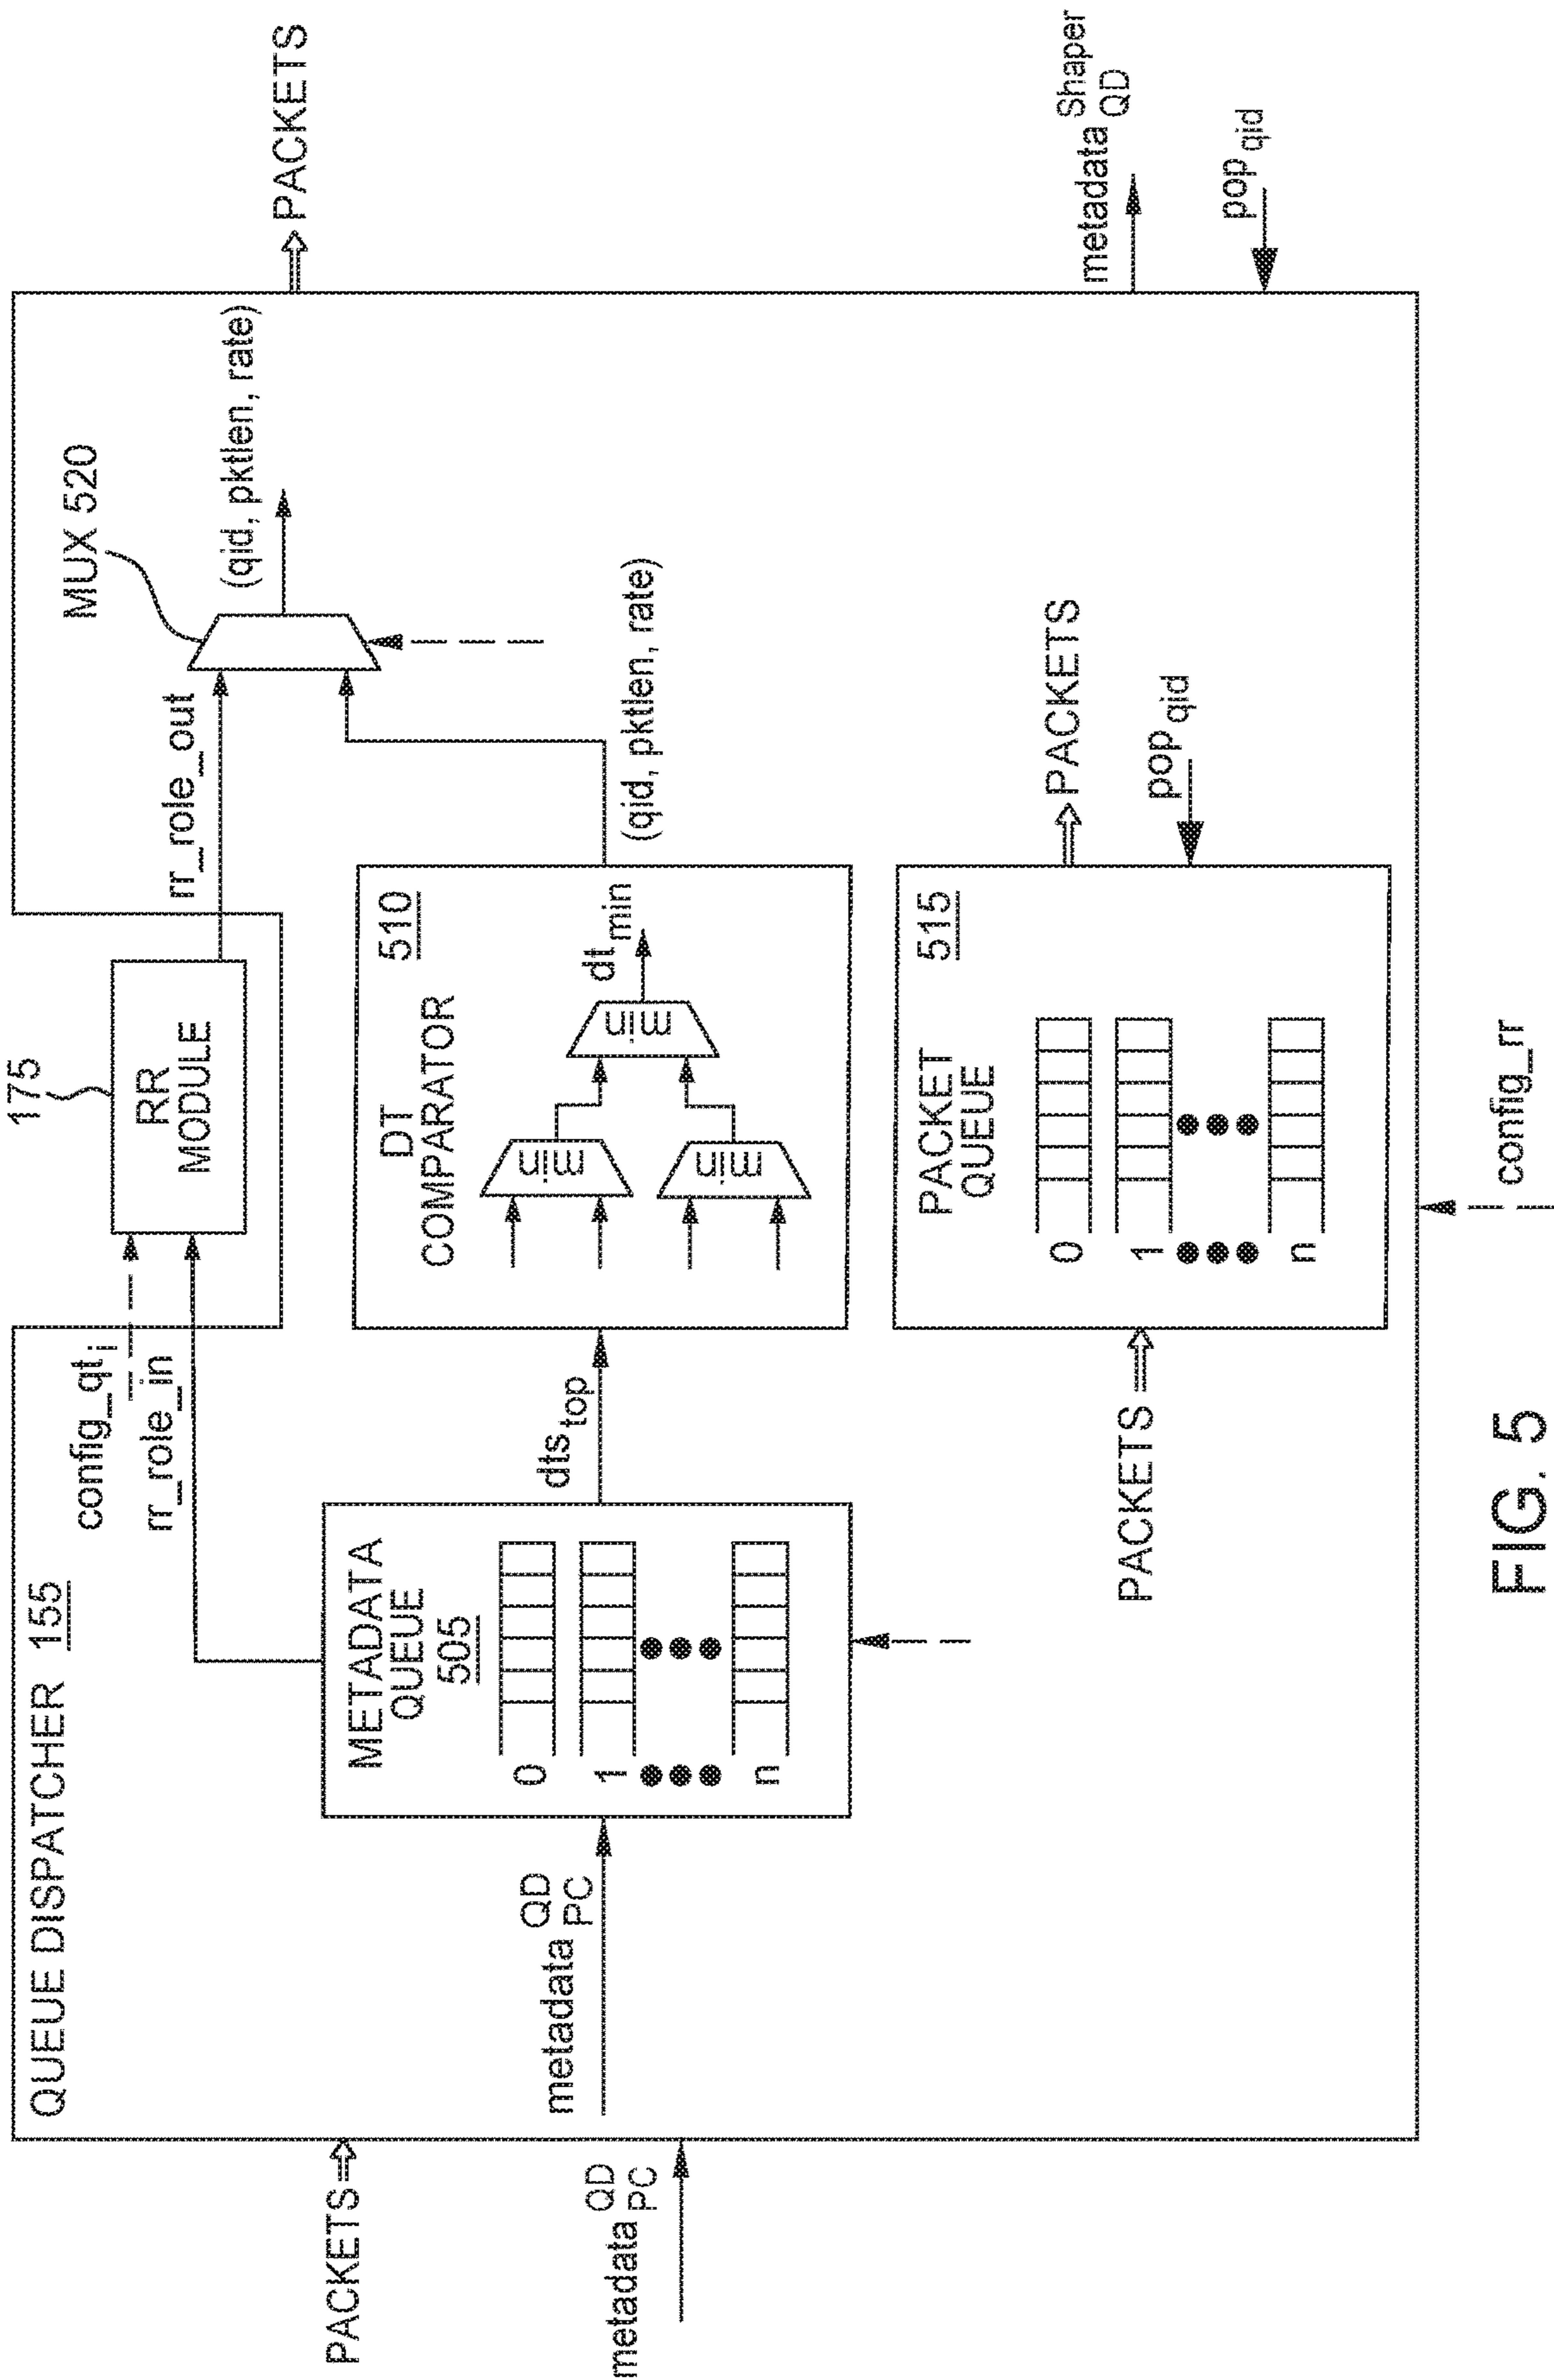 QUEUE DISPATCHER 155
175
RR
MODULE
config_qt i
rr_role_in
rr_role_out
MUX 520
(qid, pktlen, rate)
PACKETS
PACKETS
metadata QD PC
metadata QD PC
METADATA
QUEUE
505
0
1
n
dts top
DT
COMPARATOR
510
min
min
min
dt min
(qid, pktlen, rate)
PACKETS
PACKET
QUEUE
515
0
1
n
PACKETS
pop qid
metadata Shaper QD
pop qid
config_rr
FIG. 5